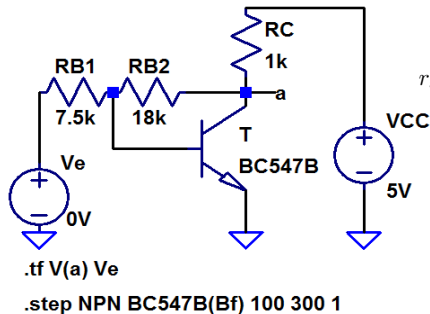 RC
1k
RB1
RB2
7.5k
18k
a
r
T
VCC
Ve
BC547B
0V
5V
.tf V(a) Ve
.step NPN BC547B(Bf) 100 300 1